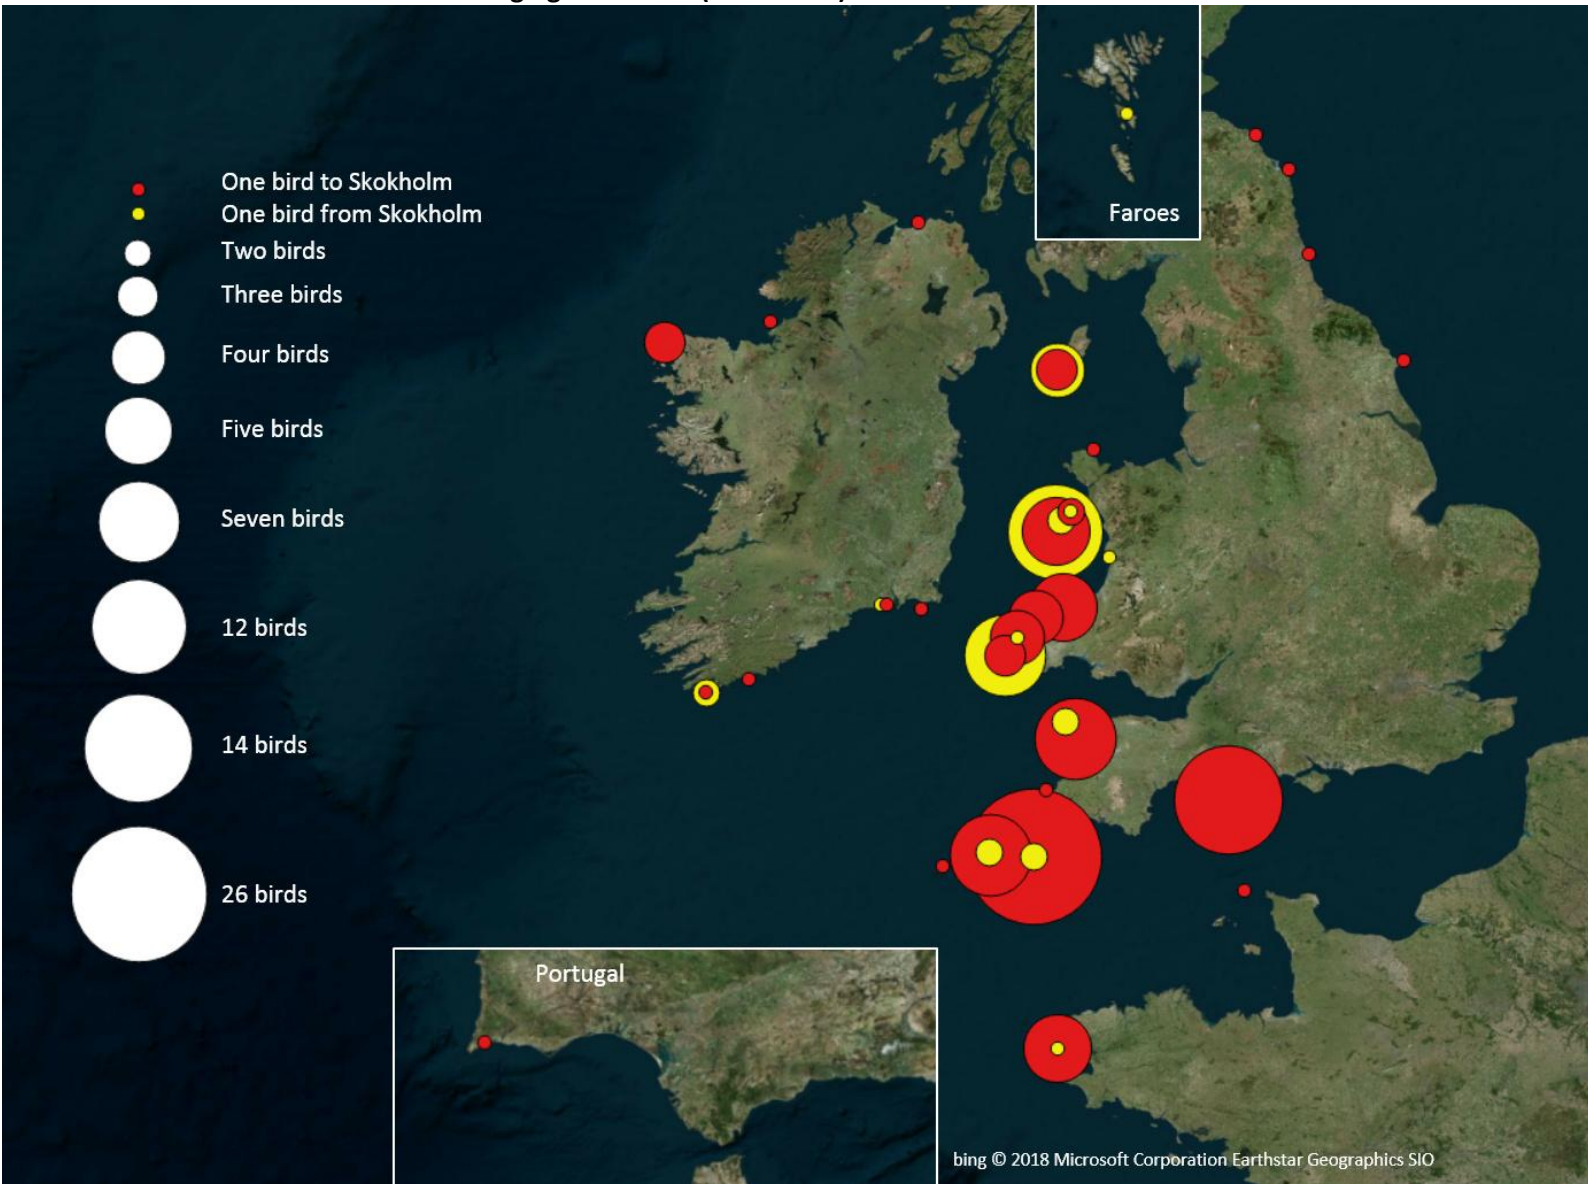 One bird to Skokholm
One bird from Skokholm
Two birds
Three birds
Four birds
Five birds
Seven birds
12 birds
14 birds
26 birds
Faroes
Portugal
bing © 2018 Microsoft Corporation Earthstar Geographics SIO